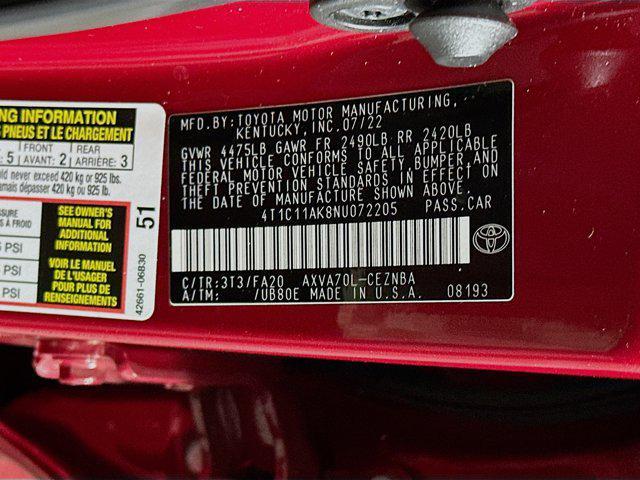 NG INFORMATION
PNEUS ET LE CHARGEMENT
5 | FRONT AVANT: 2 | REAR ARRIÈRE: 3
ld never exceed 420 kg or 925 lbs.
amais dépasser 420 kg ou 925 lb.
SSURE
S À FROID
PSI
PSI
PSI
SEE OWNER'S
MANUAL FOR
ADDITIONAL
INFORMATION
VOIR LE MANUEL
DE L'USAGER
POUR PLUS DE
RENSEIGNEMENTS
51
42661-06B30
MFD.BY:TOYOTA MOTOR MANUFACTURING,
KENTUCKY, INC.07/22
GVWR 4475LB GAWR FR 2490LB RR 2420LB
THIS VEHICLE CONFORMS TO ALL APPLICABLE
FEDERAL MOTOR VEHICLE SAFETY,BUMPER,AND
THEFT PREVENTION STANDARDS IN EFFECT ON
THE DATE OF MANUFACTURE SHOWN ABOVE.
4T1C11AK8NU072205 PASS.CAR
C/TR:3T3/FA20 AXVA70L-CEZNBA
A/TM: /UB80E MADE IN U.S.A. 08193